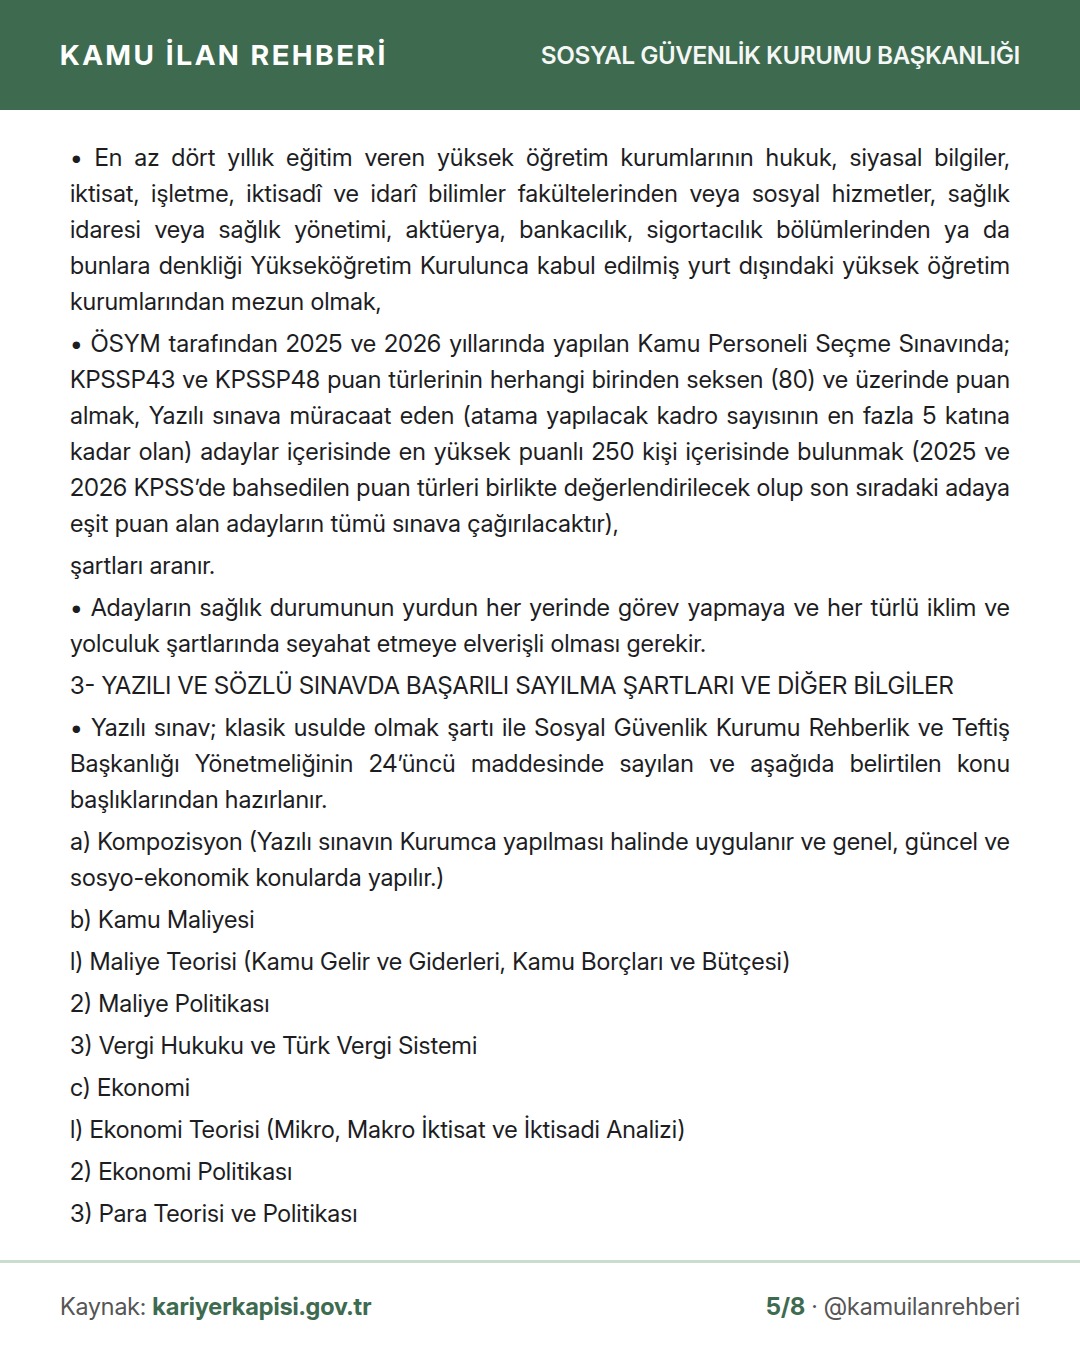 KAMU İLAN REHBERİ
SOSYAL GÜVENLİK KURUMU BAŞKANLIĞI
• En az dört yıllık eğitim veren yüksek öğretim kurumlarının hukuk, siyasal bilgiler,
iktisat, işletme, iktisadî ve idarî bilimler fakültelerinden veya sosyal hizmetler, sağlık
idaresi veya sağlık yönetimi, aktüerya, bankacılık, sigortacılık bölümlerinden ya da
bunlara denkliği Yükseköğretim Kurulunca kabul edilmiş yurt dışındaki yüksek öğretim
kurumlarından mezun olmak,
• ÖSYM tarafından 2025 ve 2026 yıllarında yapılan Kamu Personeli Seçme Sınavında;
KPSSP43 ve KPSSP48 puan türlerinin herhangi birinden seksen (80) ve üzerinde puan
almak, Yazılı sınava müracaat eden (atama yapılacak kadro sayısının en fazla 5 katına
kadar olan) adaylar içerisinde en yüksek puanlı 250 kişi içerisinde bulunmak (2025 ve
2026 KPSS’de bahsedilen puan türleri birlikte değerlendirilecek olup son sıradaki adaya
eşit puan alan adayların tümü sınava çağırılacaktır),
şartları aranır.
• Adayların sağlık durumunun yurdun her yerinde görev yapmaya ve her türlü iklim ve
yolculuk şartlarında seyahat etmeye elverişli olması gerekir.
3- YAZILI VE SÖZLÜ SINAVDA BAŞARILI SAYILMA ŞARTLARI VE DİĞER BİLGİLER
• Yazılı sınav; klasik usulde olmak şartı ile Sosyal Güvenlik Kurumu Rehberlik ve Teftiş
Başkanlığı Yönetmeliğinin 24’üncü maddesinde sayılan ve aşağıda belirtilen konu
başlıklarından hazırlanır.
a) Kompozisyon (Yazılı sınavın Kurumca yapılması halinde uygulanır ve genel, güncel ve
sosyo-ekonomik konularda yapılır.)
b) Kamu Maliyesi
l) Maliye Teorisi (Kamu Gelir ve Giderleri, Kamu Borçları ve Bütçesi)
2) Maliye Politikası
3) Vergi Hukuku ve Türk Vergi Sistemi
c) Ekonomi
l) Ekonomi Teorisi (Mikro, Makro İktisat ve İktisadi Analizi)
2) Ekonomi Politikası
3) Para Teorisi ve Politikası
Kaynak: kariyerkapisi.gov.tr
5/8 · @kamuilanrehberi